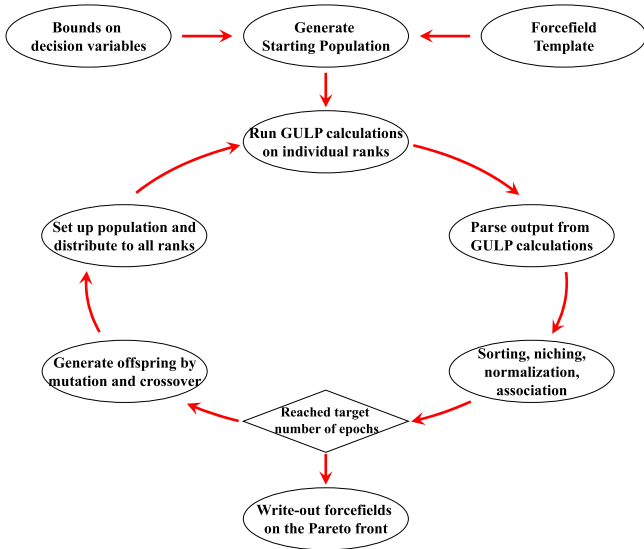 Bounds on
decision variables
Generate
Starting Population
Forcefield
Template
Run GULP calculations
on individual ranks
Set up population and
distribute to all ranks
Parse output from
GULP calculations
Generate offspring by
mutation and crossover
Sorting, niching,
normalization,
association
Reached target
number of epochs
Write-out forcefields
on the Pareto front